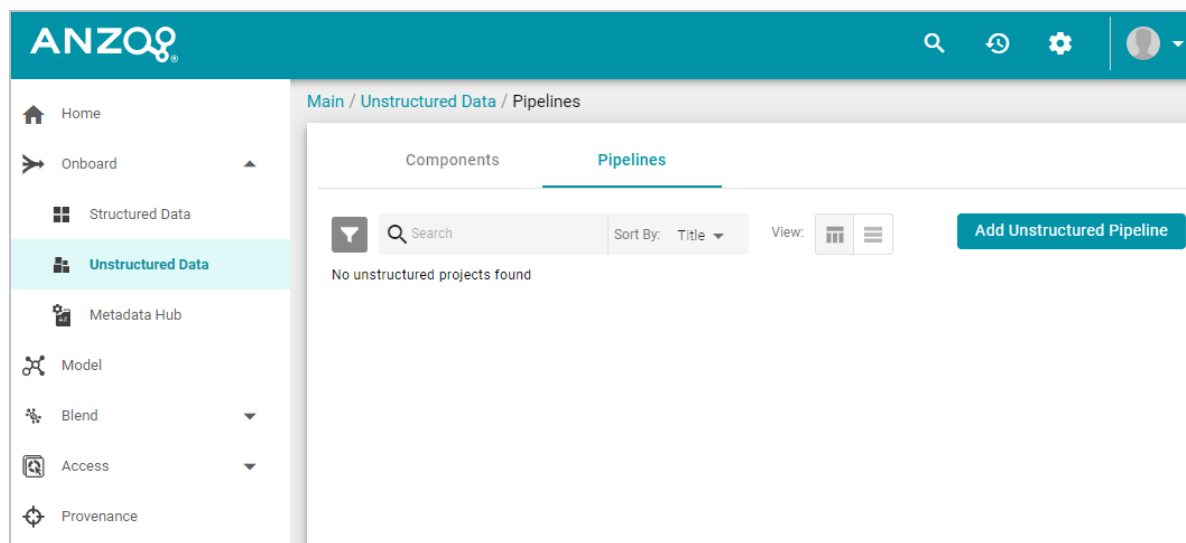 ANZO®
Home
Onboard
Structured Data
Unstructured Data
Metadata Hub
Model
Blend
Access
Provenance
Main / Unstructured Data / Pipelines
Components Pipelines
Search Sort By: Title View: Add Unstructured Pipeline
No unstructured projects found